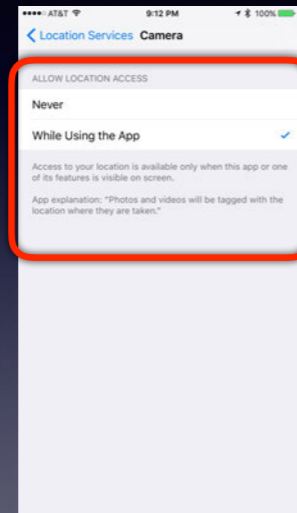 AT&T 9:12 PM 100%
Location Services Camera
ALLOW LOCATION ACCESS
Never
While Using the App
Access to your location is available only when this app or one
of its features is visible on screen.
App explanation: "Photos and videos will be tagged with the
location where they are taken."